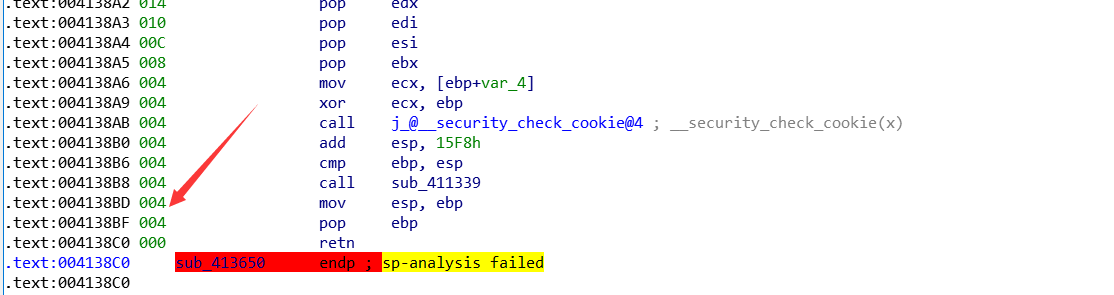 .text:004138A2 014 pop edx
.text:004138A3 010 pop edi
.text:004138A4 00C pop esi
.text:004138A5 008 pop ebx
.text:004138A6 004 mov ecx, [ebp+var_4]
.text:004138A9 004 xor ecx, ebp
.text:004138AB 004 call j_@__security_check_cookie@4 ; __security_check_cookie(x)
.text:004138B0 004 add esp, 15F8h
.text:004138B6 004 cmp ebp, esp
.text:004138B8 004 call sub_411339
.text:004138BD 004 mov esp, ebp
.text:004138BF 004 pop ebp
.text:004138C0 000 retn
.text:004138C0 sub_413650 endp ; sp-analysis failed
.text:004138C0